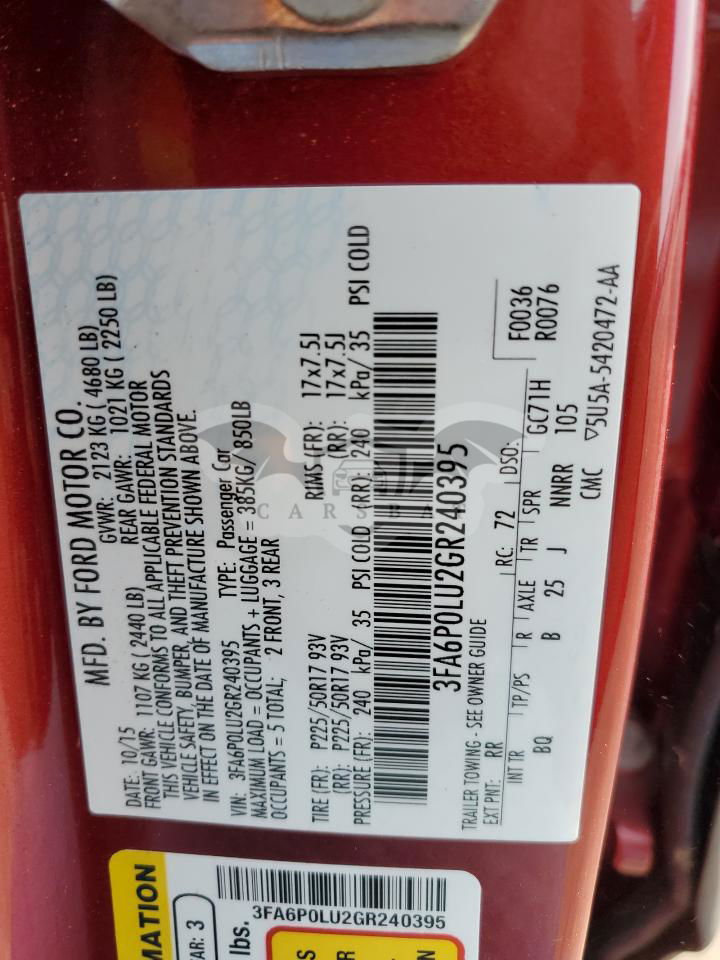 MFD. BY FORD MOTOR CO.
DATE: 10/15 GVWR: 2123 KG ( 4680 LB)
FRONT GAWR: 1107 KG ( 2440 LB) REAR GAWR: 1021 KG ( 2250 LB)
THIS VEHICLE CONFORMS TO ALL APPLICABLE FEDERAL MOTOR
VEHICLE SAFETY, BUMPER, AND THEFT PREVENTION STANDARDS
IN EFFECT ON THE DATE OF MANUFACTURE SHOWN ABOVE.
VIN: 3FA6P0LU2GR240395 TYPE: Passenger Car
MAXIMUM LOAD = OCCUPANTS + LUGGAGE = 385KG / 850LB
OCCUPANTS = 5 TOTAL; 2 FRONT, 3 REAR
TIRE (FR): P225/50R17 93V RIMS (FR): 17x7.5J
(RR): P225/50R17 93V (RR): 17x7.5J
PRESSURE (FR): 240 kPa/ 35 PSI COLD (RR): 240 kPa/ 35 PSI COLD
3FA6P0LU2GR240395
TRAILER TOWING - SEE OWNER GUIDE
EXT PNT: RR RC: 72 DSO: F0036
R0076
INT TR TP/PS R AXLE TR SPR GC71H
BQ B 25 J NNRR 105
CMC ▽5U5A-5420472-AA
CARSBAT
MATION
AR: 3
lbs.
3FA6P0LU2GR240395
S
R
N